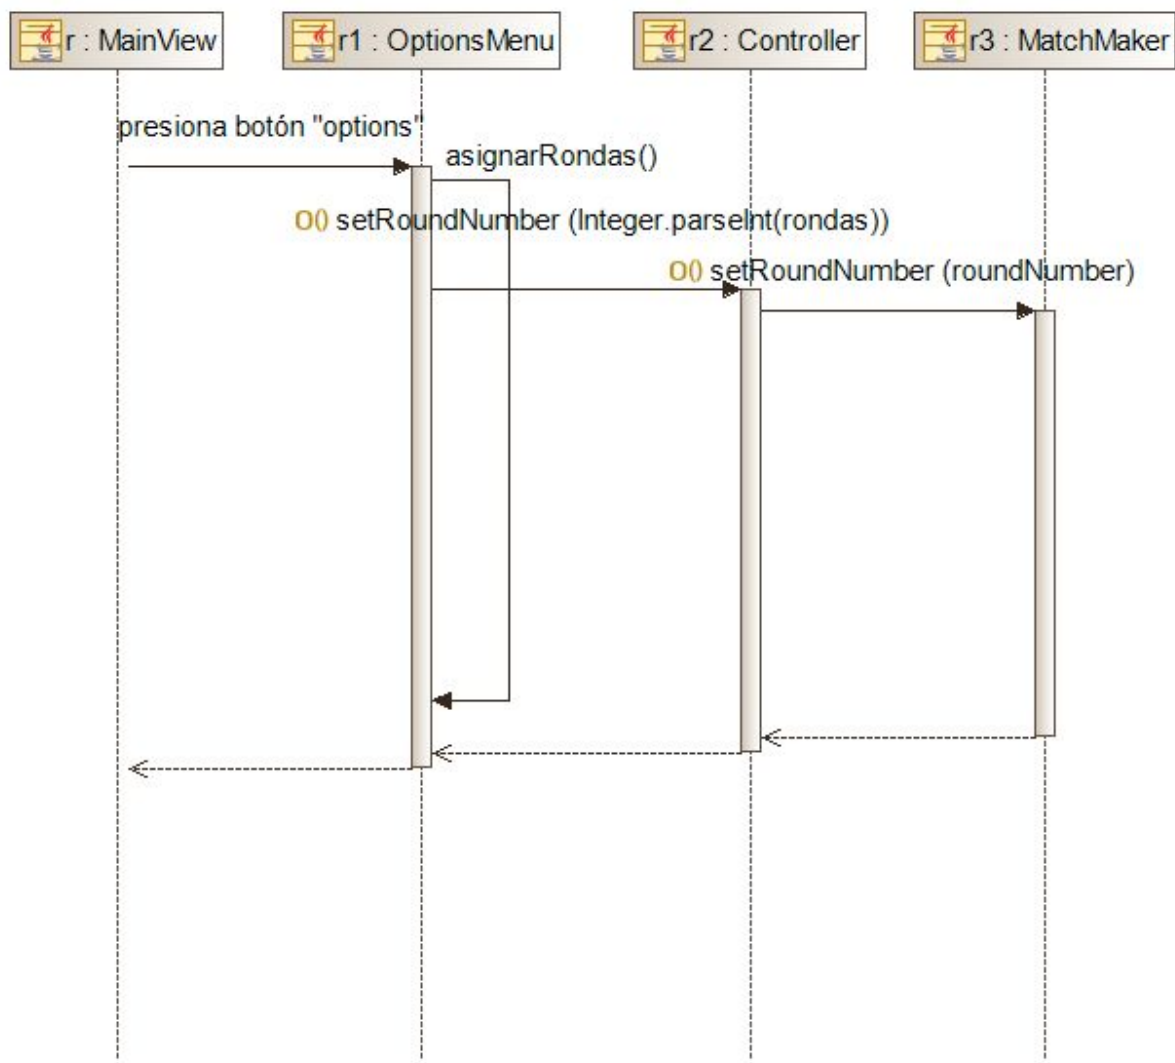 r : MainView
r1 : OptionsMenu
r2 : Controller
r3 : MatchMaker
presiona botón "options"
asignarRondas()
O() setRoundNumber (Integer.parseInt(rondas))
O() setRoundNumber (roundNumber)